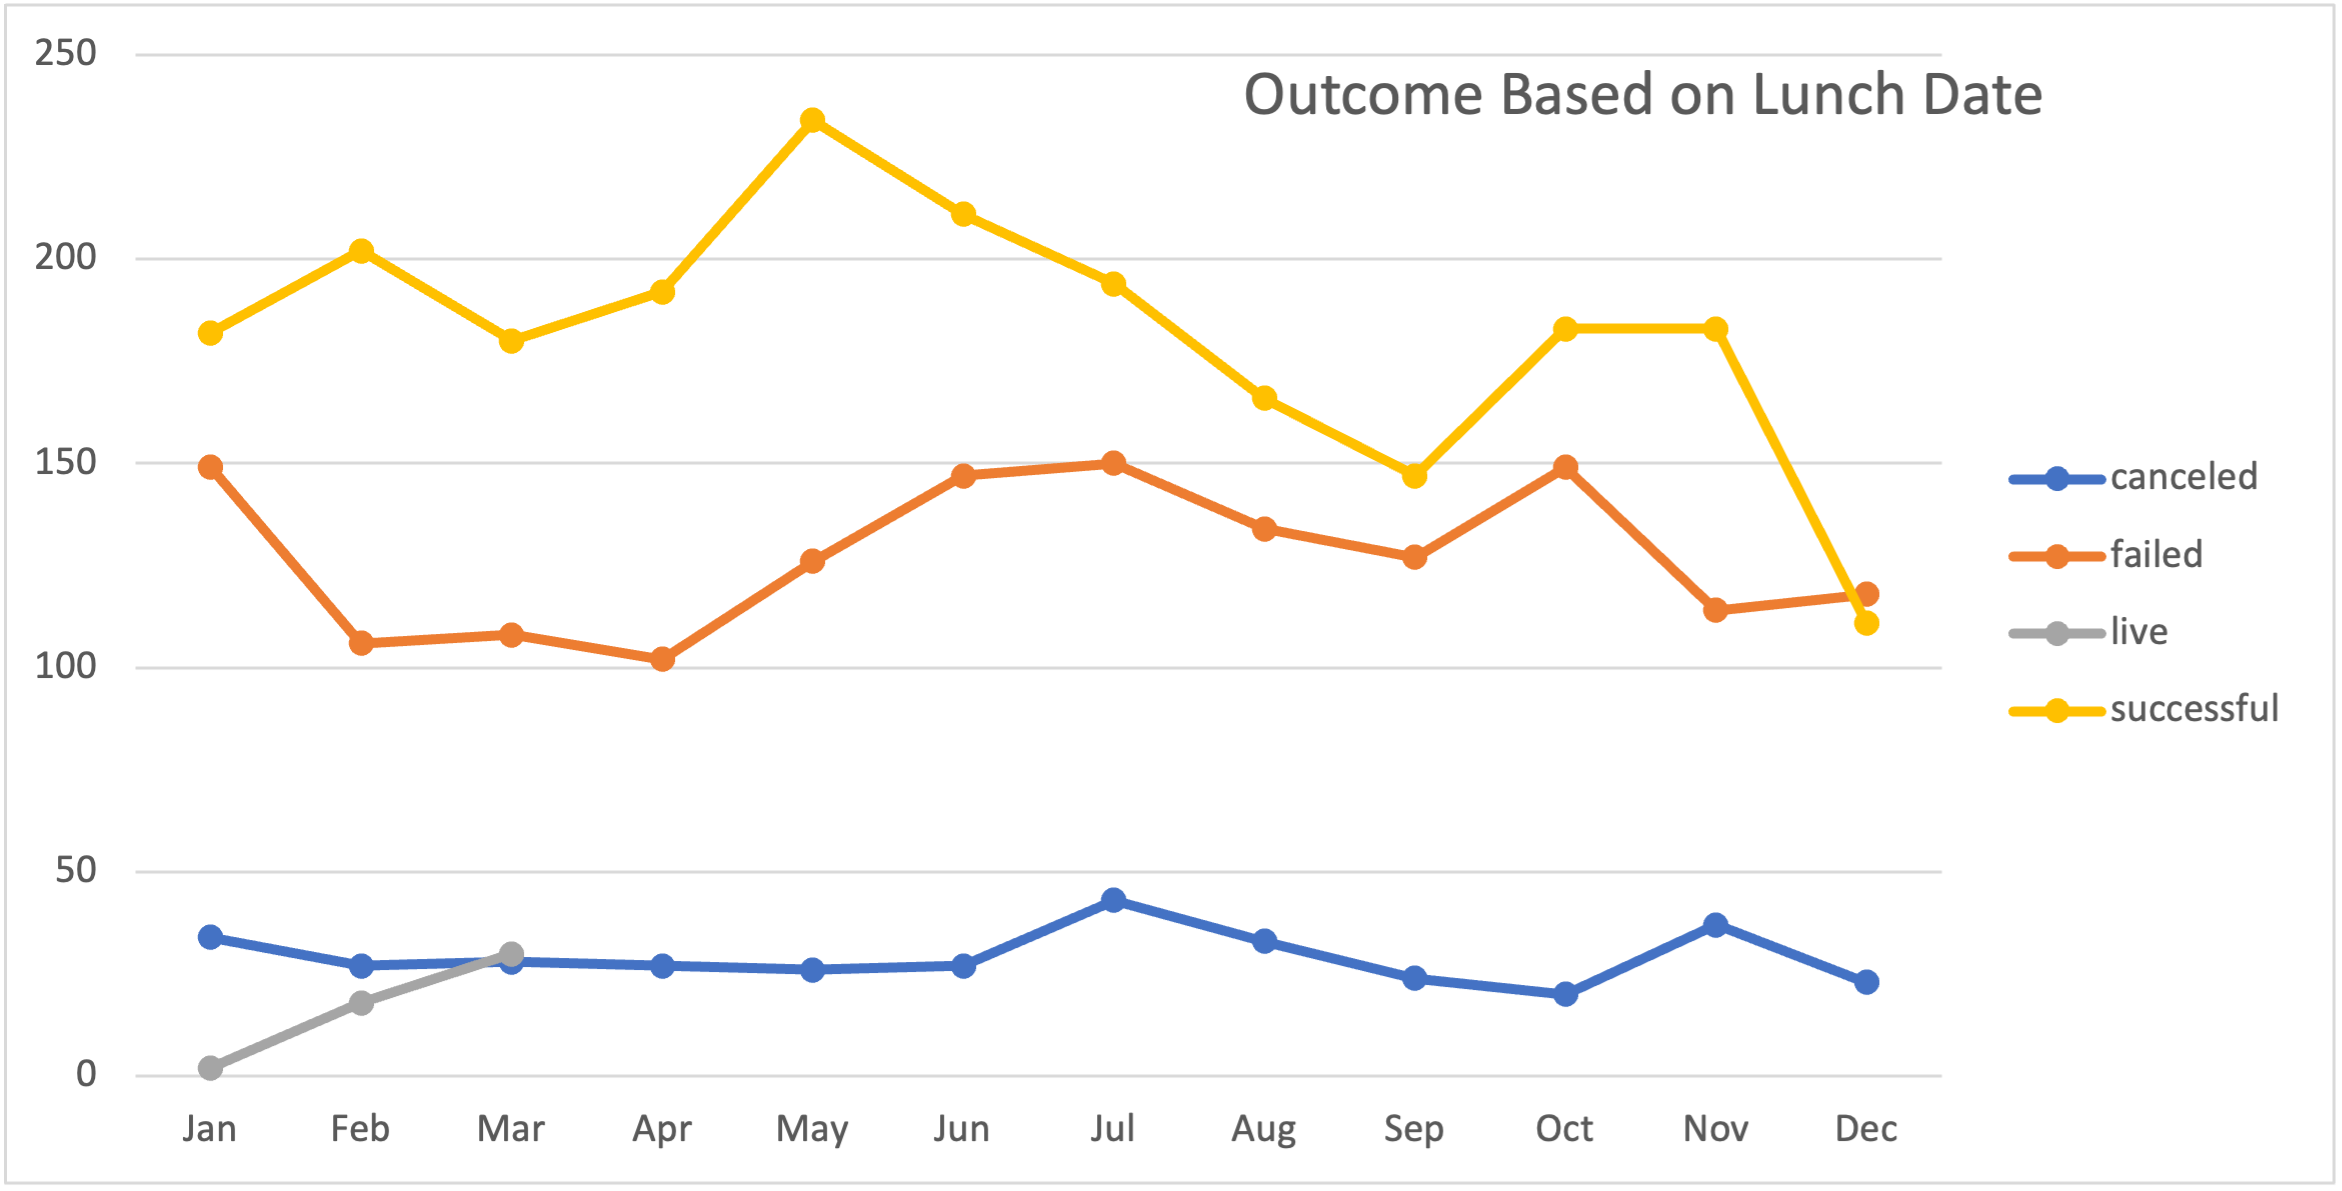 Outcome Based on Lunch Date
250
200
150
100
50
0
Jan Feb Mar Apr May Jun Jul Aug Sep Oct Nov Dec
canceled
failed
live
successful